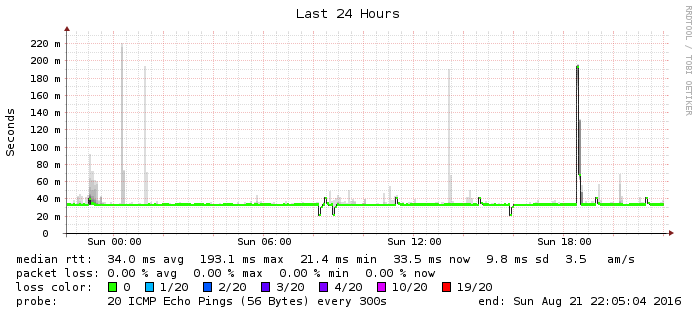 Last 24 Hours
RRDTOOL / TOBI OETIKER
Seconds
220 m
200 m
180 m
160 m
140 m
120 m
100 m
80 m
60 m
40 m
20 m
0
Sun 00:00 Sun 06:00 Sun 12:00 Sun 18:00
median rtt: 34.0 ms avg 193.1 ms max 21.4 ms min 33.5 ms now 9.8 ms sd 3.5 am/s
packet loss: 0.00 % avg 0.00 % max 0.00 % min 0.00 % now
loss color: 0 1/20 2/20 3/20 4/20 10/20 19/20
probe: 20 ICMP Echo Pings (56 Bytes) every 300s end: Sun Aug 21 22:05:04 2016